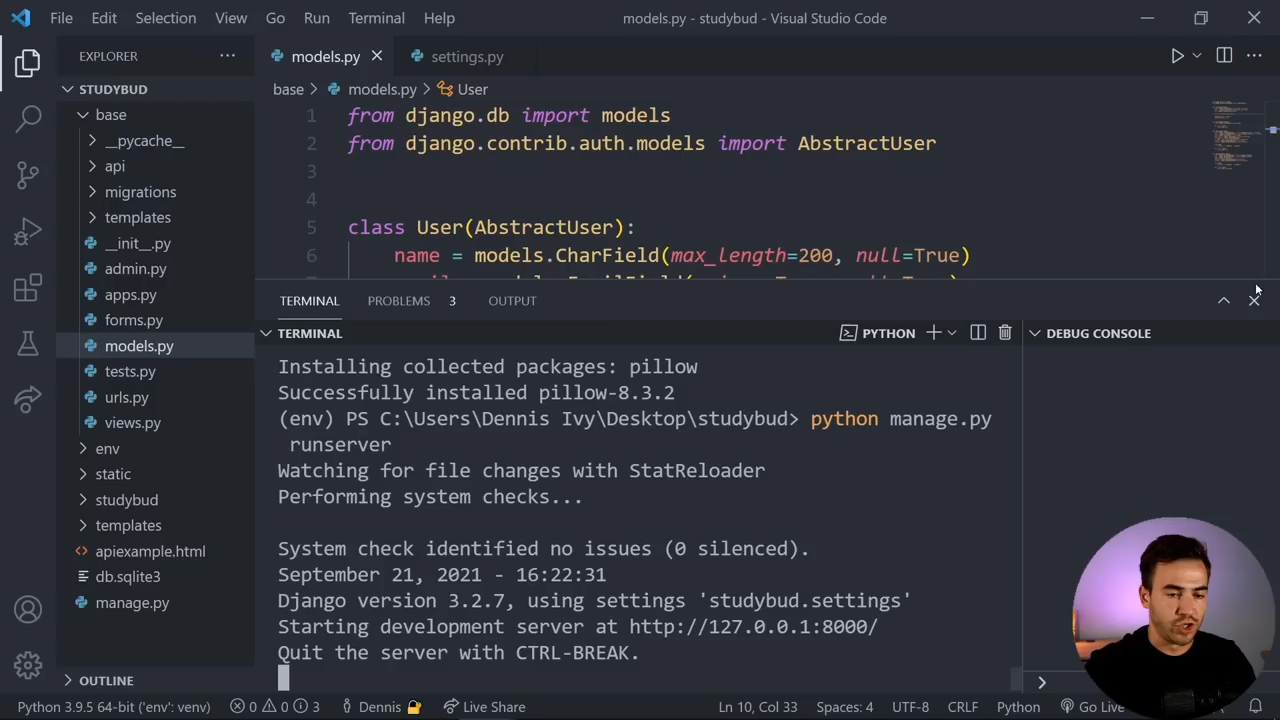 File Edit Selection View Go Run Terminal Help models.py - studybud - Visual Studio Code
EXPLORER
STUDYBUD
base
__pycache__
api
migrations
templates
__init__.py
admin.py
apps.py
forms.py
models.py
tests.py
urls.py
views.py
env
static
studybud
templates
apiexample.html
db.sqlite3
manage.py
OUTLINE
models.py settings.py
base models.py User
1 from django.db import models
2 from django.contrib.auth.models import AbstractUser
3
4
5 class User(AbstractUser):
6 name = models.CharField(max_length=200, null=True)
TERMINAL PROBLEMS 3 OUTPUT
TERMINAL PYTHON
Installing collected packages: pillow
Successfully installed pillow-8.3.2
(env) PS C:\Users\Dennis Ivy\Desktop\studybud> python manage.py
runserver
Watching for file changes with StatReloader
Performing system checks...
System check identified no issues (0 silenced).
September 21, 2021 - 16:22:31
Django version 3.2.7, using settings 'studybud.settings'
Starting development server at http://127.0.0.1:8000/
Quit the server with CTRL-BREAK.
DEBUG CONSOLE
Python 3.9.5 64-bit ('env': venv) 0 0 3 Dennis Live Share Ln 10, Col 33 Spaces: 4 UTF-8 CRLF Python Go Live